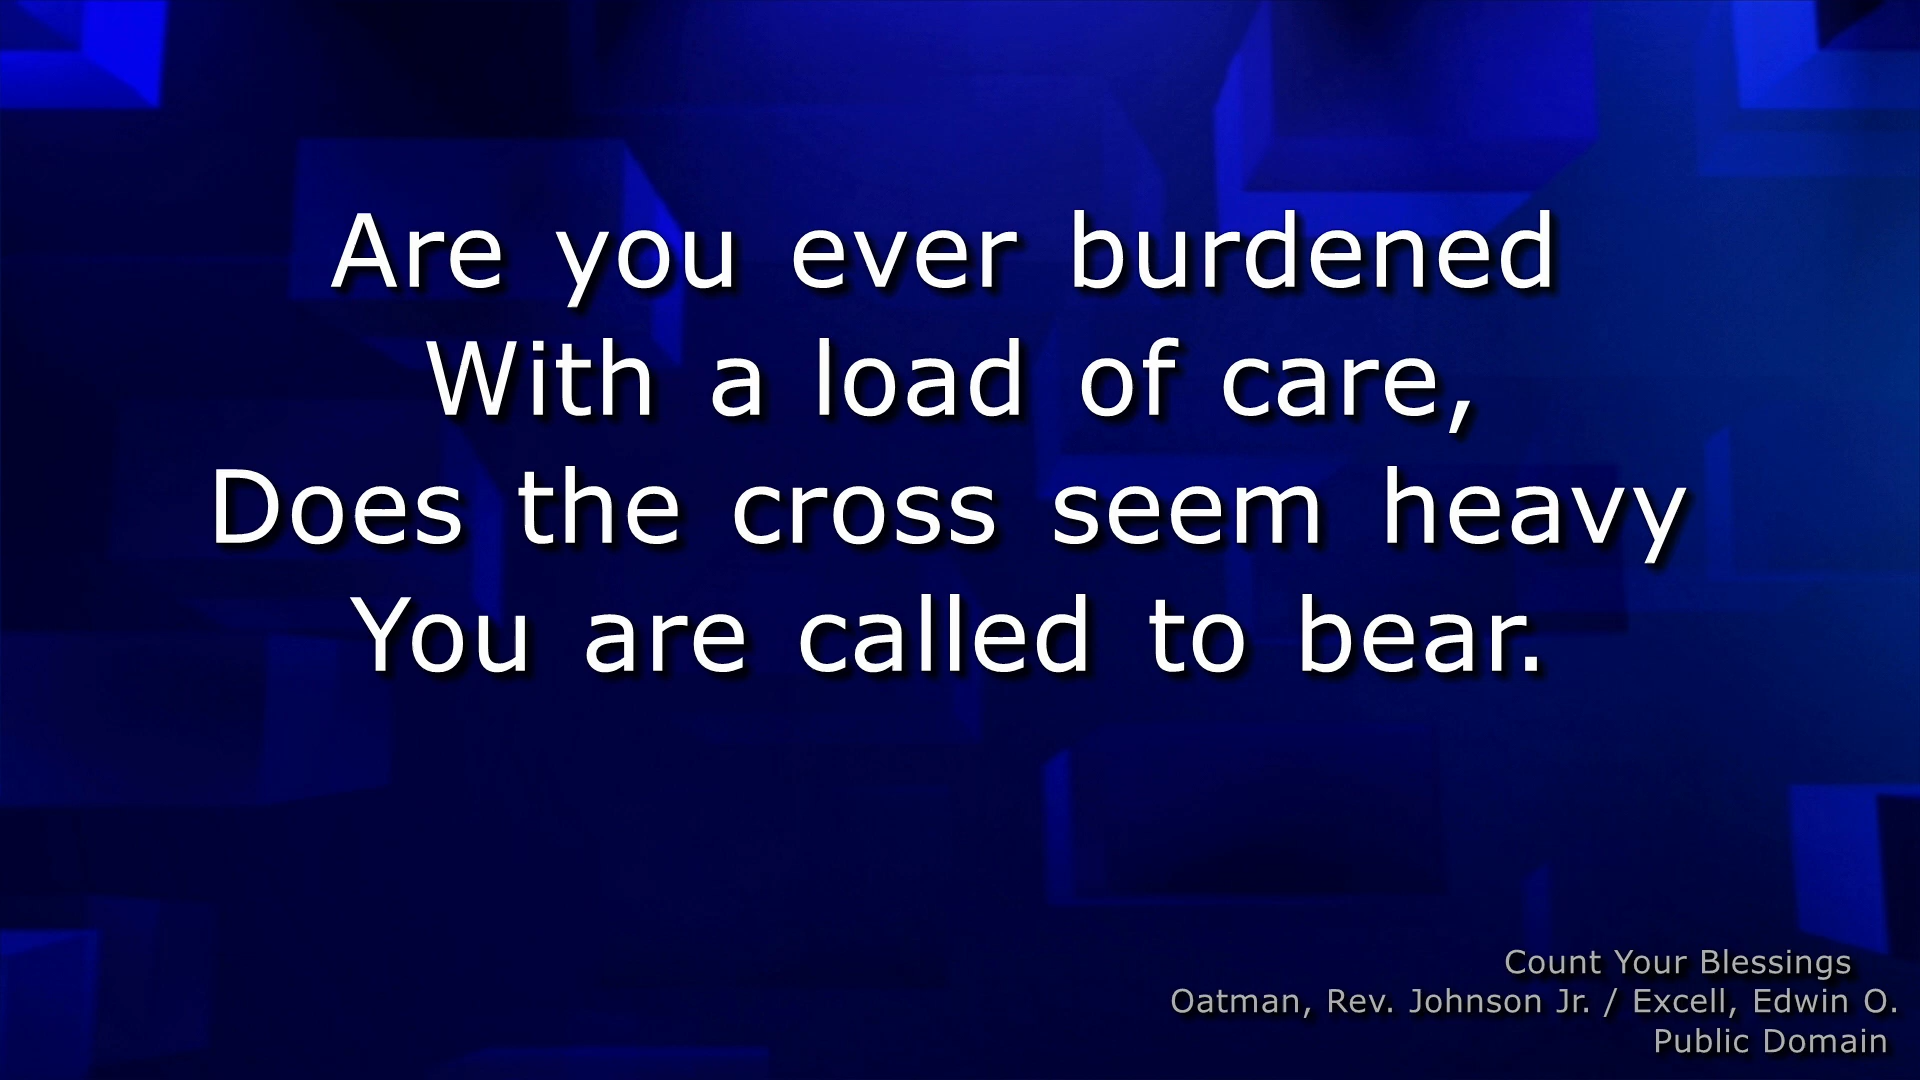 Are you ever burdened
With a load of care,
Does the cross seem heavy
You are called to bear.
Count Your Blessings
Oatman, Rev. Johnson Jr. / Excell, Edwin O.
Public Domain